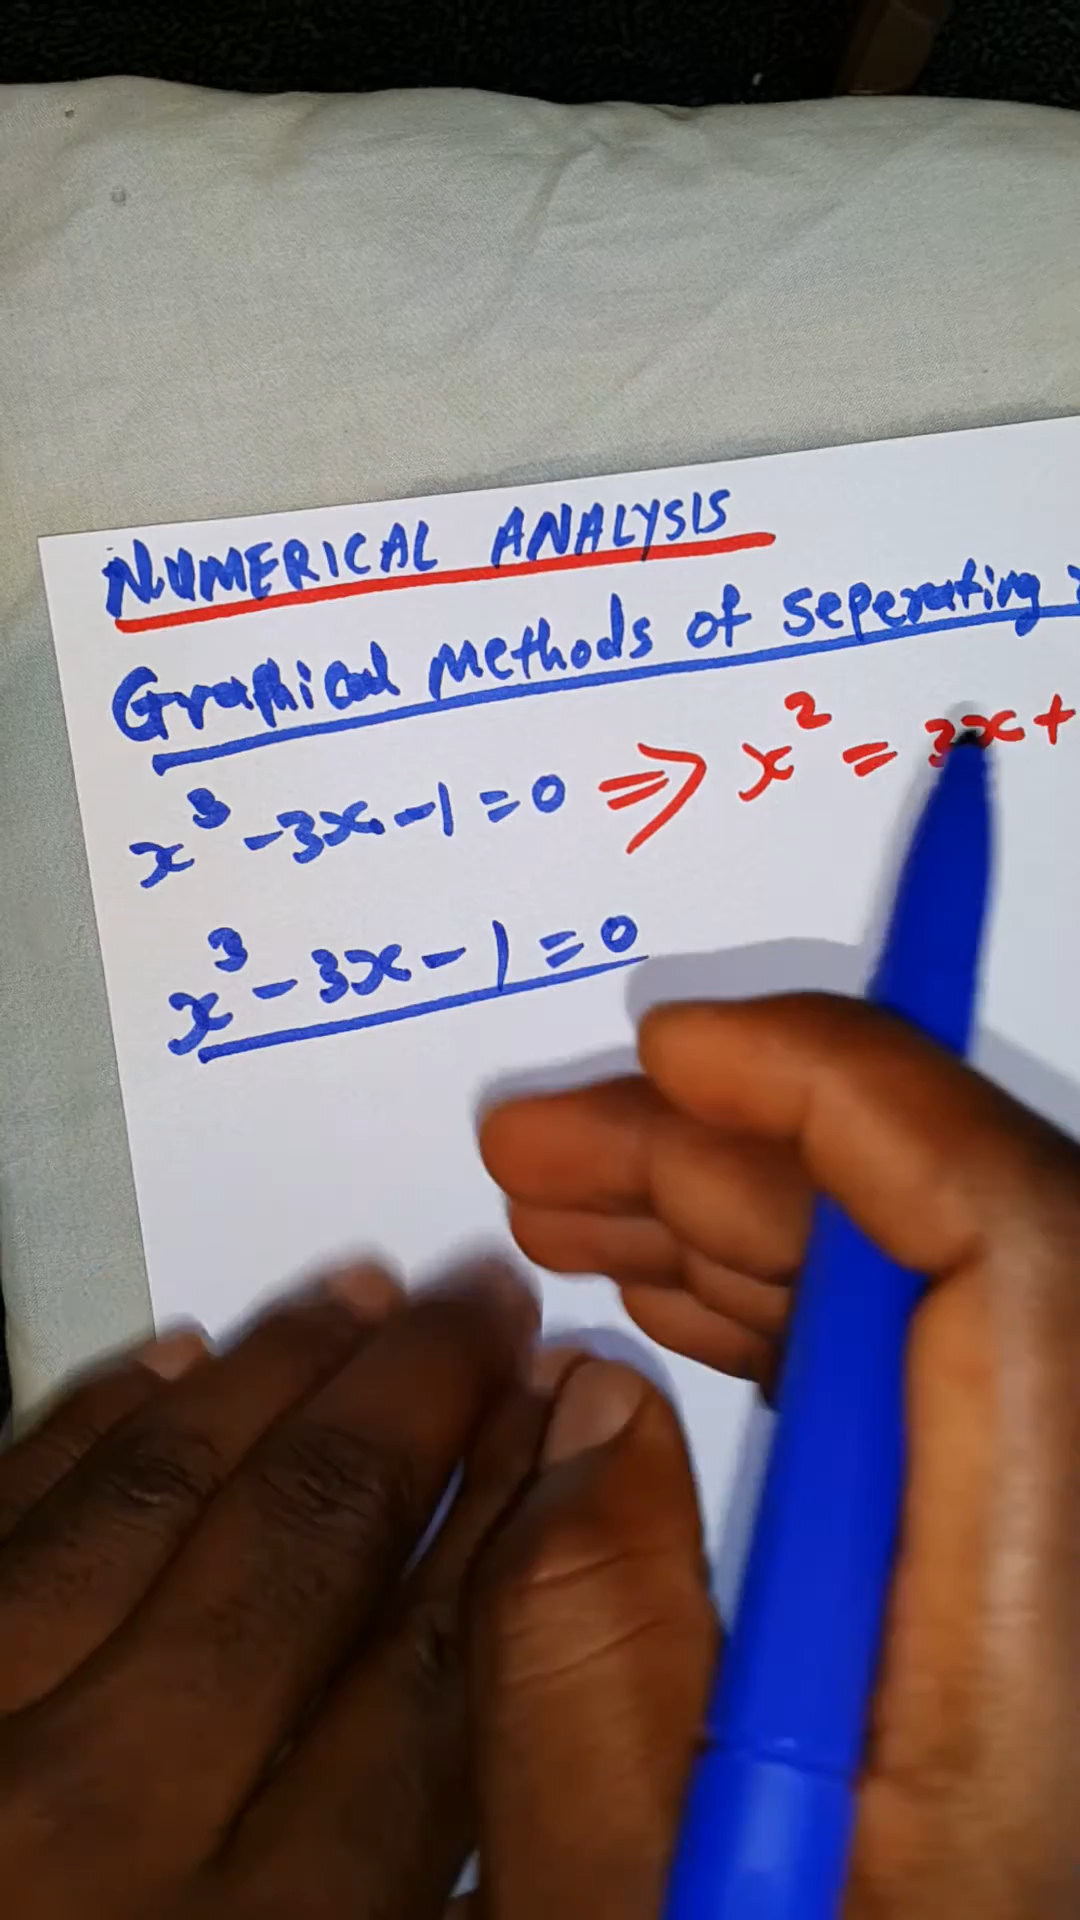 NUMERICAL ANALYSIS
Graphical methods of seperating
x³ -3x -1 = 0 => x² = 3x +
x³ - 3x - 1 = 0